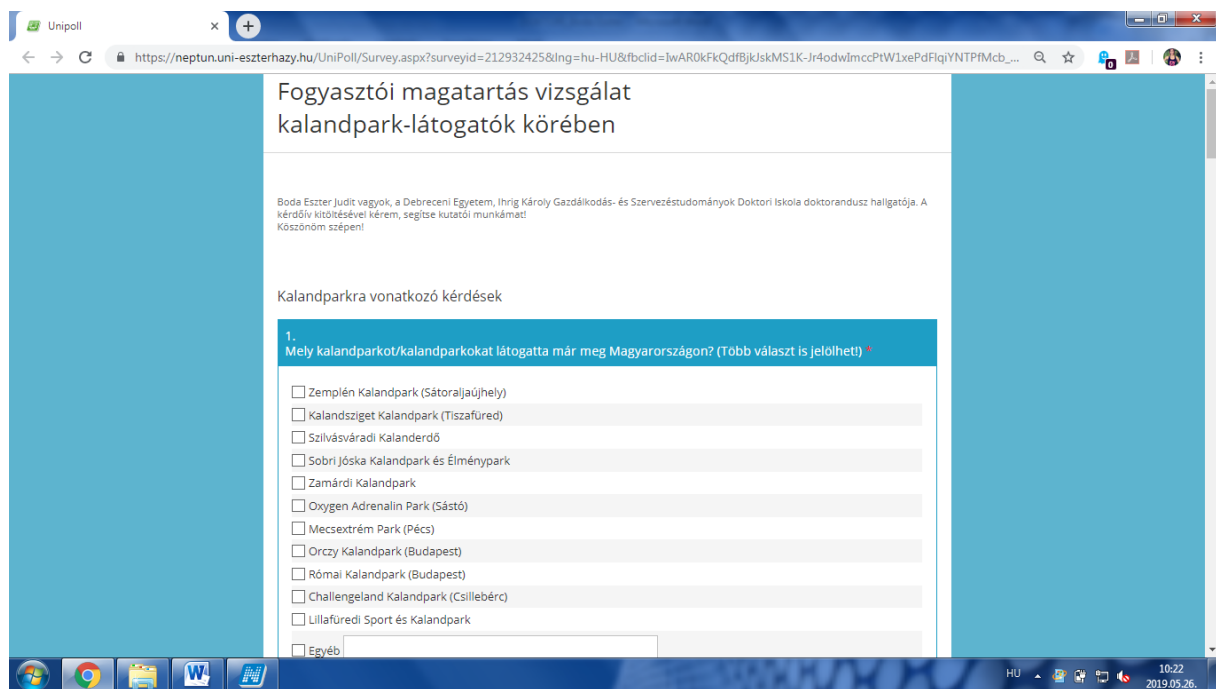 Unipoll
https://neptun.uni-eszterhazy.hu/UniPoll/Survey.aspx?surveyid=212932425&lng=hu-HU&fbclid=IwAR0kFkQdfBjkJskMS1K-Jr4odwImccPtW1xePdFlqiYNTPfMcb_...
0
Fogyasztói magatartás vizsgálat
kalandpark-látogatók körében
Boda Eszter Judit vagyok, a Debreceni Egyetem, Ihrig Károly Gazdálkodás- és Szervezéstudományok Doktori Iskola doktorandusz hallgatója. A
kérdőív kitöltésével kérem, segítse kutatói munkámat!
Köszönöm szépen!
Kalandparkra vonatkozó kérdések
1.
Mely kalandparkot/kalandparkokat látogatta már meg Magyarországon? (Több választ is jelölhet!) *
Zemplén Kalandpark (Sátoraljaújhely)
Kalandsziget Kalandpark (Tiszafüred)
Szilvásváradi Kalanderdő
Sobri Jóska Kalandpark és Élménypark
Zamárdi Kalandpark
Oxygen Adrenalin Park (Sástó)
Mecsextrém Park (Pécs)
Orczy Kalandpark (Budapest)
Római Kalandpark (Budapest)
Challengeland Kalandpark (Csillebérc)
Lillafüredi Sport és Kalandpark
Egyéb
HU
10:22
2019.05.26.